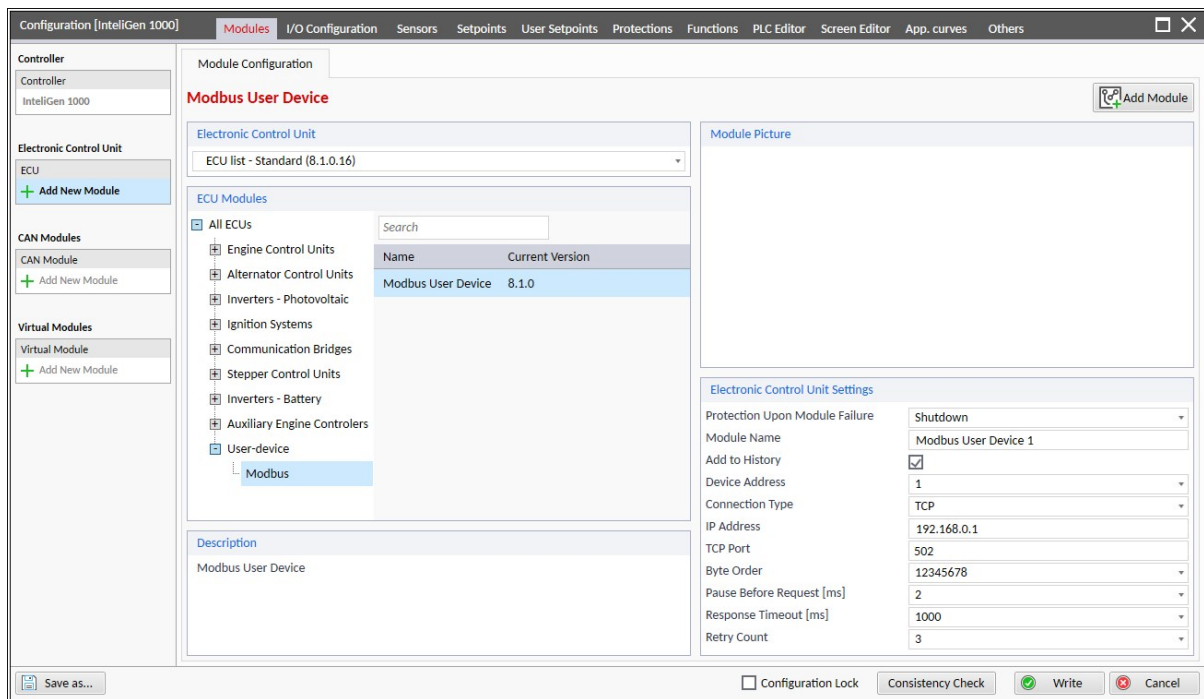 Configuration [InteliGen 1000]
Modules I/O Configuration Sensors Setpoints User Setpoints Protections Functions PLC Editor Screen Editor App. curves Others
Controller
Controller
InteliGen 1000
Electronic Control Unit
ECU
Add New Module
CAN Modules
CAN Module
Add New Module
Virtual Modules
Virtual Module
Add New Module
Module Configuration
Modbus User Device
Add Module
Electronic Control Unit
ECU list - Standard (8.1.0.16)
ECU Modules
All ECUs
Engine Control Units
Alternator Control Units
Inverters - Photovoltaic
Ignition Systems
Communication Bridges
Stepper Control Units
Inverters - Battery
Auxiliary Engine Controlers
User-device
Modbus
Search
Name Current Version
Modbus User Device 8.1.0
Description
Modbus User Device
Module Picture
Electronic Control Unit Settings
Protection Upon Module Failure Shutdown
Module Name Modbus User Device 1
Add to History
Device Address 1
Connection Type TCP
IP Address 192.168.0.1
TCP Port 502
Byte Order 12345678
Pause Before Request [ms] 2
Response Timeout [ms] 1000
Retry Count 3
Save as... Configuration Lock Consistency Check Write Cancel